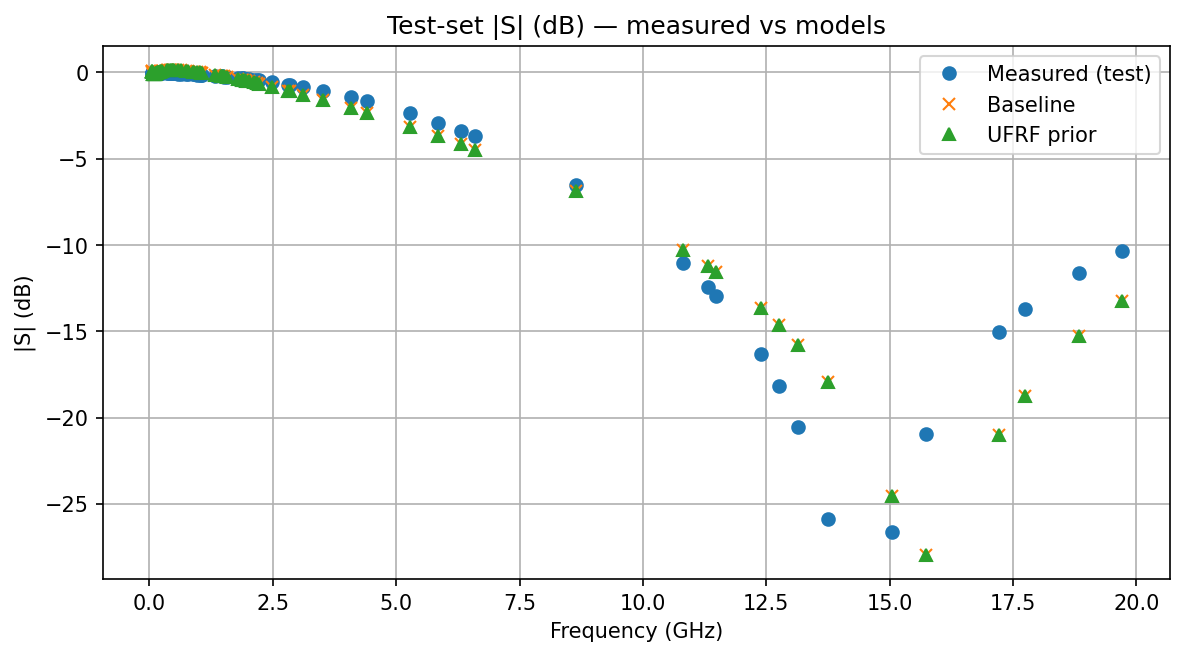 Test-set |S| (dB) — measured vs models
Measured (test)
Baseline
UFRF prior
0
−5
−10
−15
−20
−25
|S| (dB)
0.0 2.5 5.0 7.5 10.0 12.5 15.0 17.5 20.0
Frequency (GHz)